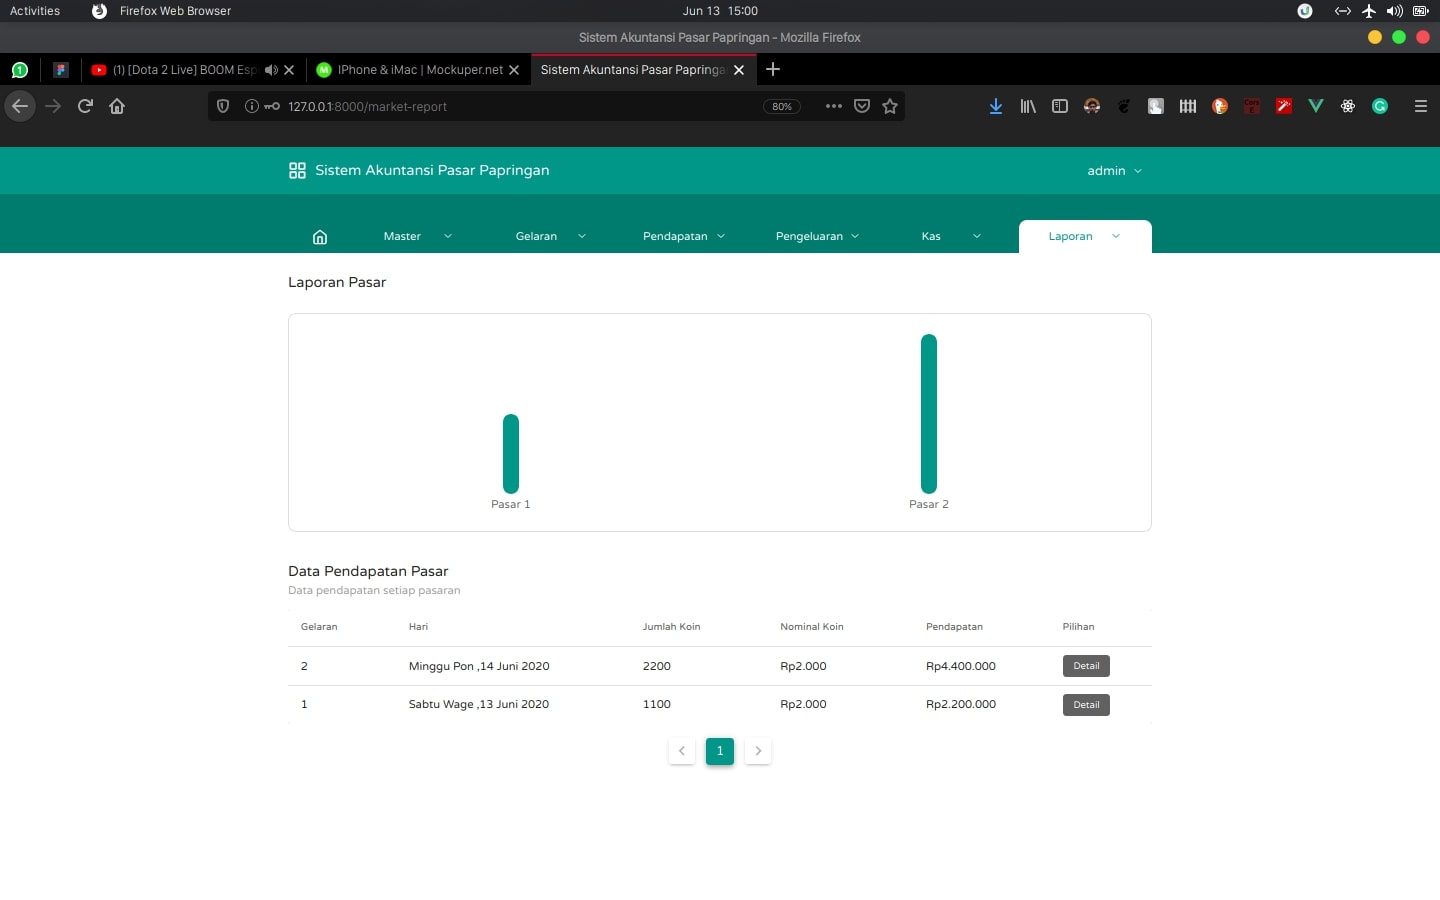 Activities Firefox Web Browser Jun 13 15:00
Sistem Akuntansi Pasar Papringan - Mozilla Firefox
(1) [Dota 2 Live] BOOM Esp IPhone & iMac | Mockuper.net Sistem Akuntansi Pasar Papringa
127.0.0.1:8000/market-report 80%
Sistem Akuntansi Pasar Papringan admin
Master Gelaran Pendapatan Pengeluaran Kas Laporan
Laporan Pasar
Pasar 1 Pasar 2
Data Pendapatan Pasar
Data pendapatan setiap pasaran
Gelaran Hari Jumlah Koin Nominal Koin Pendapatan Pilihan
2 Minggu Pon ,14 Juni 2020 2200 Rp2.000 Rp4.400.000 Detail
1 Sabtu Wage ,13 Juni 2020 1100 Rp2.000 Rp2.200.000 Detail
1